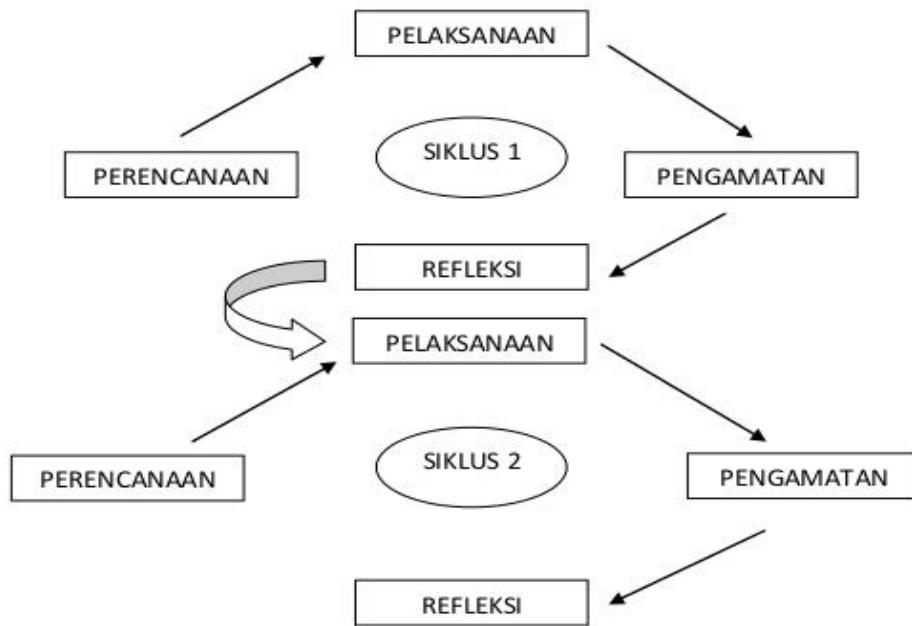 PELAKSANAAN
SIKLUS 1
PERENCANAAN
PENGAMATAN
REFLEKSI
PELAKSANAAN
SIKLUS 2
PERENCANAAN
PENGAMATAN
REFLEKSI